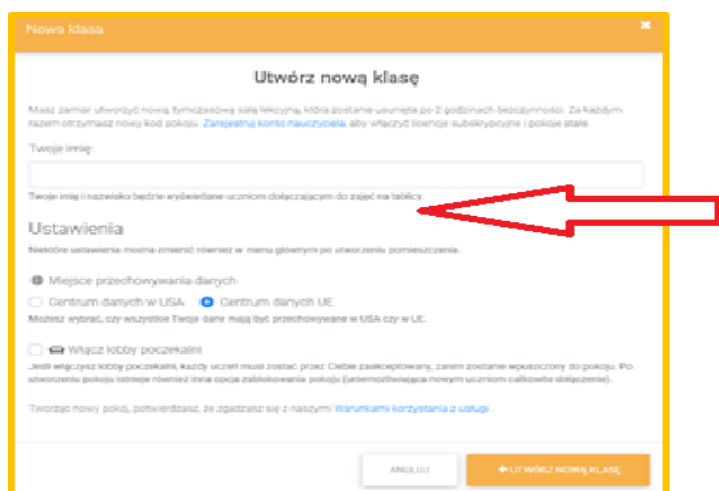 Nowa klasa
Utwórz nową klasę
Masz zamiar utworzyć nową, tymczasową salę lekcyjną, która zostanie usunięta po 2 godzinach bezczynności. Za każdym
razem otrzymasz nowy kod pokoju. Zarejestruj konto nauczyciela, aby włączyć licencje subskrypcyjne i pokoje stałe.
Twoje imię:
Twoje imię i nazwisko będzie wyświetlane uczniom dołączającym do zajęć na tablicy.
Ustawienia
Niektóre ustawienia można zmienić również w menu głównym po utworzeniu pomieszczenia.
Miejsce przechowywania danych
Centrum danych w USA Centrum danych UE
Możesz wybrać, czy wszystkie Twoje dane mają być przechowywane w USA czy w UE.
Włącz lobby poczekalni
Jeśli włączysz lobby poczekalni, każdy uczeń musi zostać przez Ciebie zaakceptowany, zanim zostanie wpuszczony do pokoju. (Po
utworzeniu pokoju istnieje również inna opcja zablokowania pokoju (uniemożliwiająca nowym uczniom całkowite dołączenie).
Tworząc nowy pokój, potwierdzasz, że zgadzasz się z naszymi Warunkami korzystania z usługi
ANULUJ
+UTWÓRZ NOWĄ KLASĘ